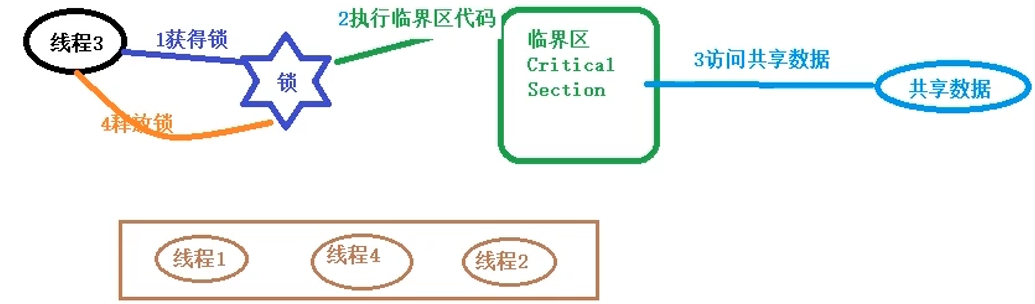 线程3
1获得锁
锁
4释放锁
2执行临界区代码
临界区
Critical
Section
3访问共享数据
共享数据
线程1
线程4
线程2